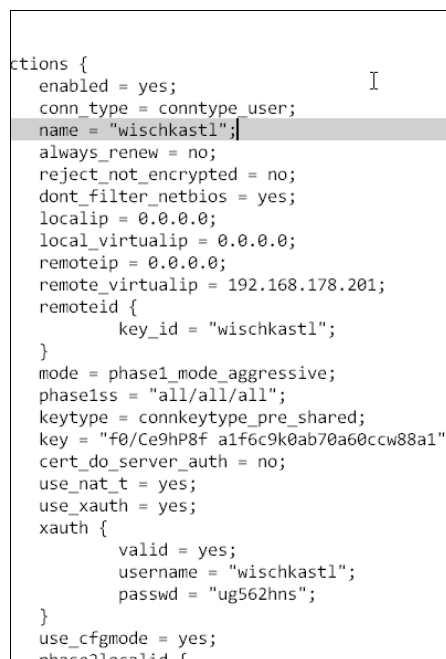 ctions {
enabled = yes;
conn_type = conntype_user;
name = "wischkastl";
always_renew = no;
reject_not_encrypted = no;
dont_filter_netbios = yes;
localip = 0.0.0.0;
local_virtualip = 0.0.0.0;
remoteip = 0.0.0.0;
remote_virtualip = 192.168.178.201;
remoteid {
key_id = "wischkastl";
}
mode = phase1_mode_aggressive;
phase1ss = "all/all/all";
keytype = connkeytype_pre_shared;
key = "f0/Ce9hP8f a1f6c9k0ab70a60ccw88a1"
cert_do_server_auth = no;
use_nat_t = yes;
use_xauth = yes;
xauth {
valid = yes;
username = "wischkastl";
passwd = "ug562hns";
}
use_cfgmode = yes;
phase2localid {